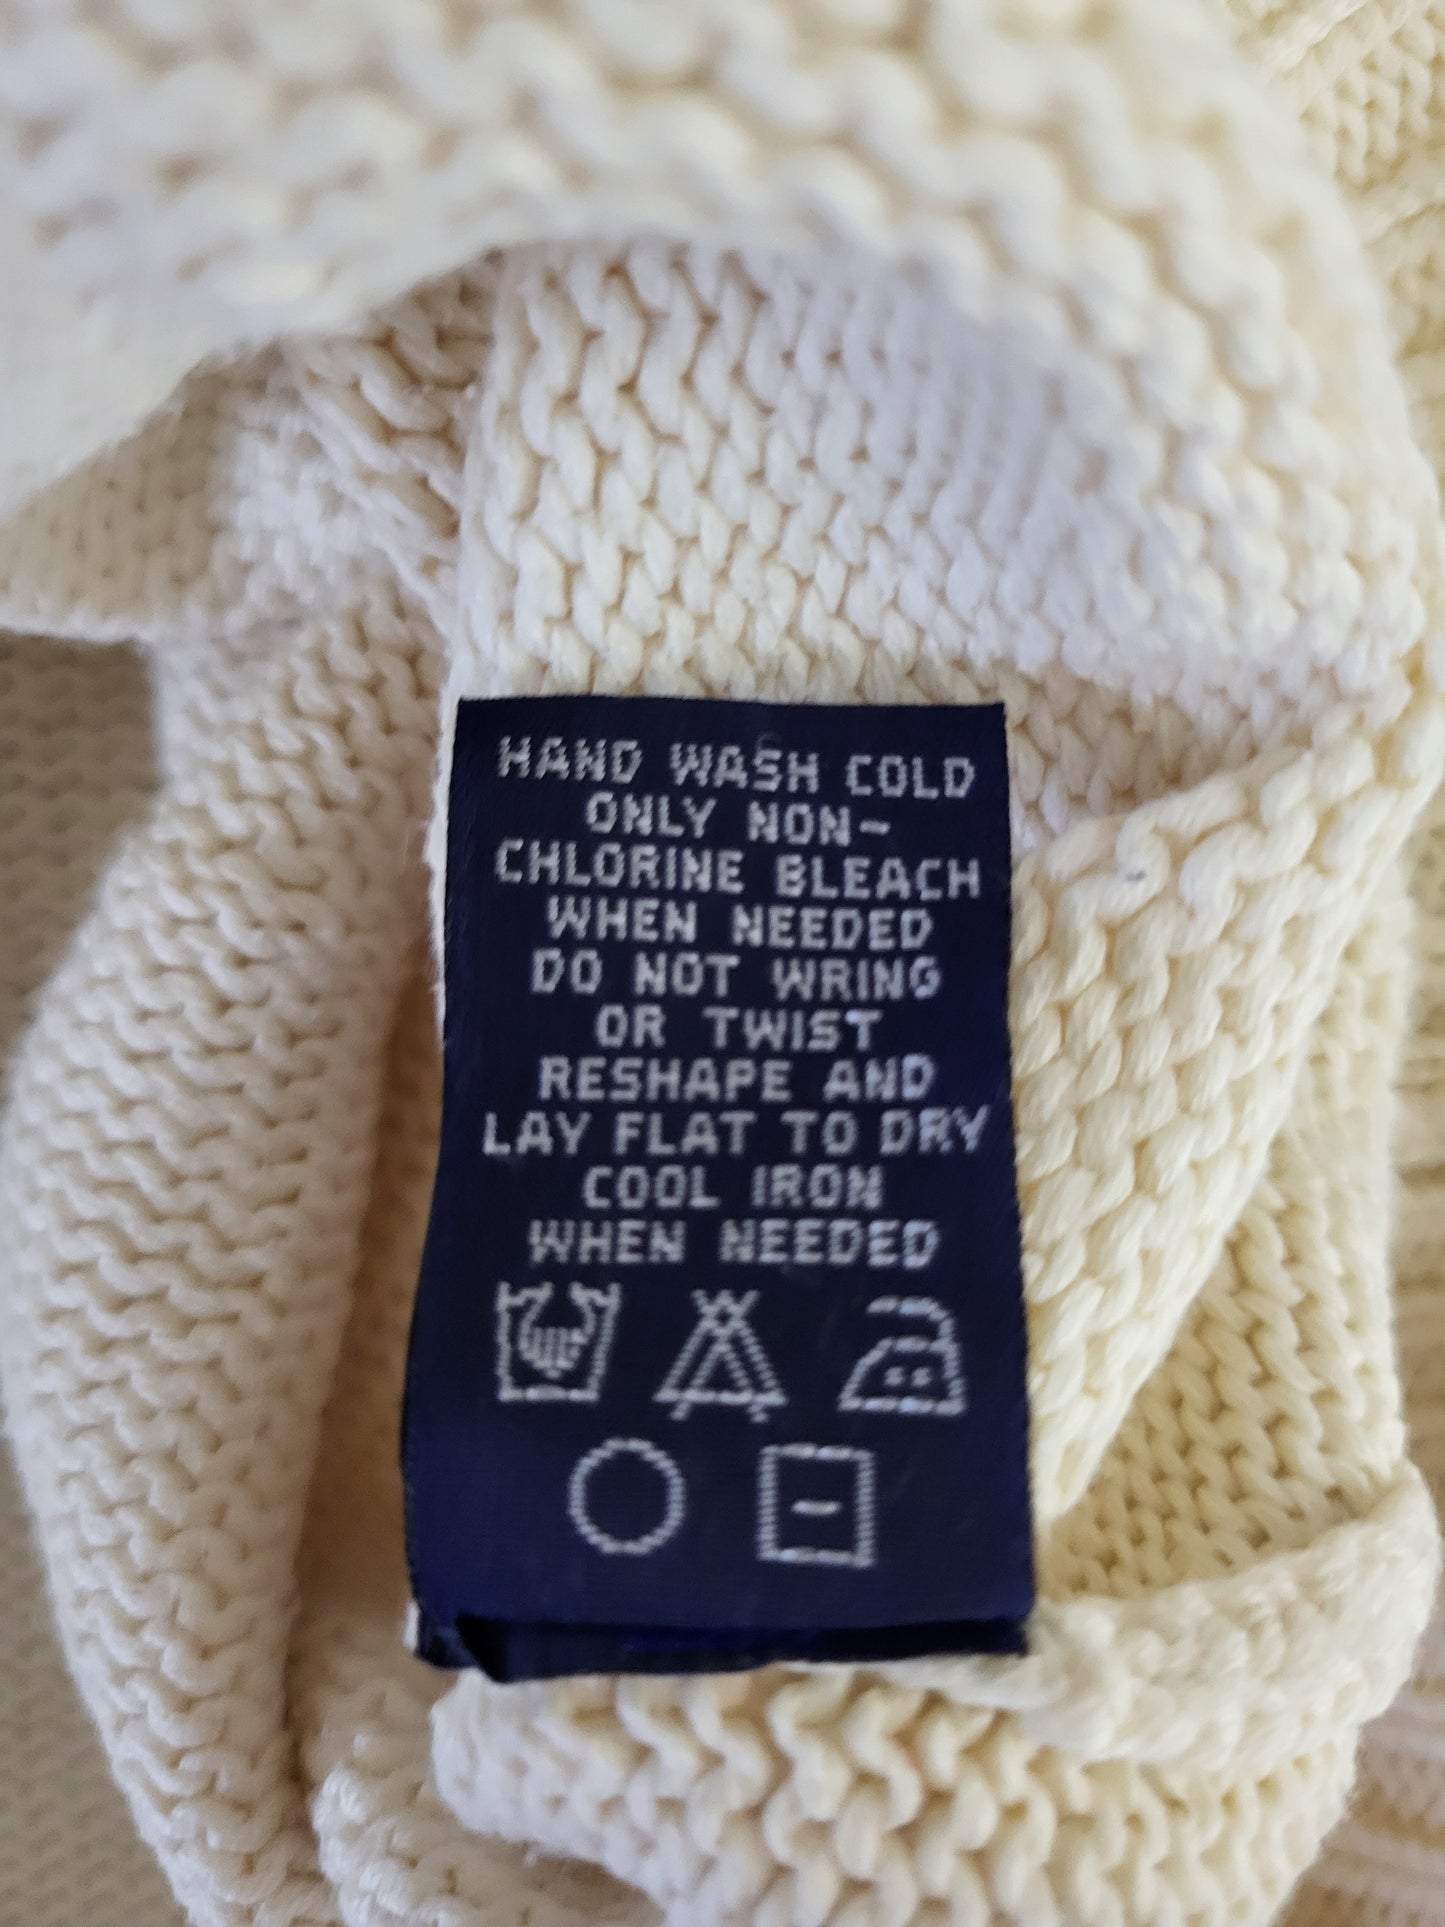 HAND WASH COLD
ONLY NON-
CHLORINE BLEACH
WHEN NEEDED
DO NOT WRING
OR TWIST
RESHAPE AND
LAY FLAT TO DRY
COOL IRON
WHEN NEEDED